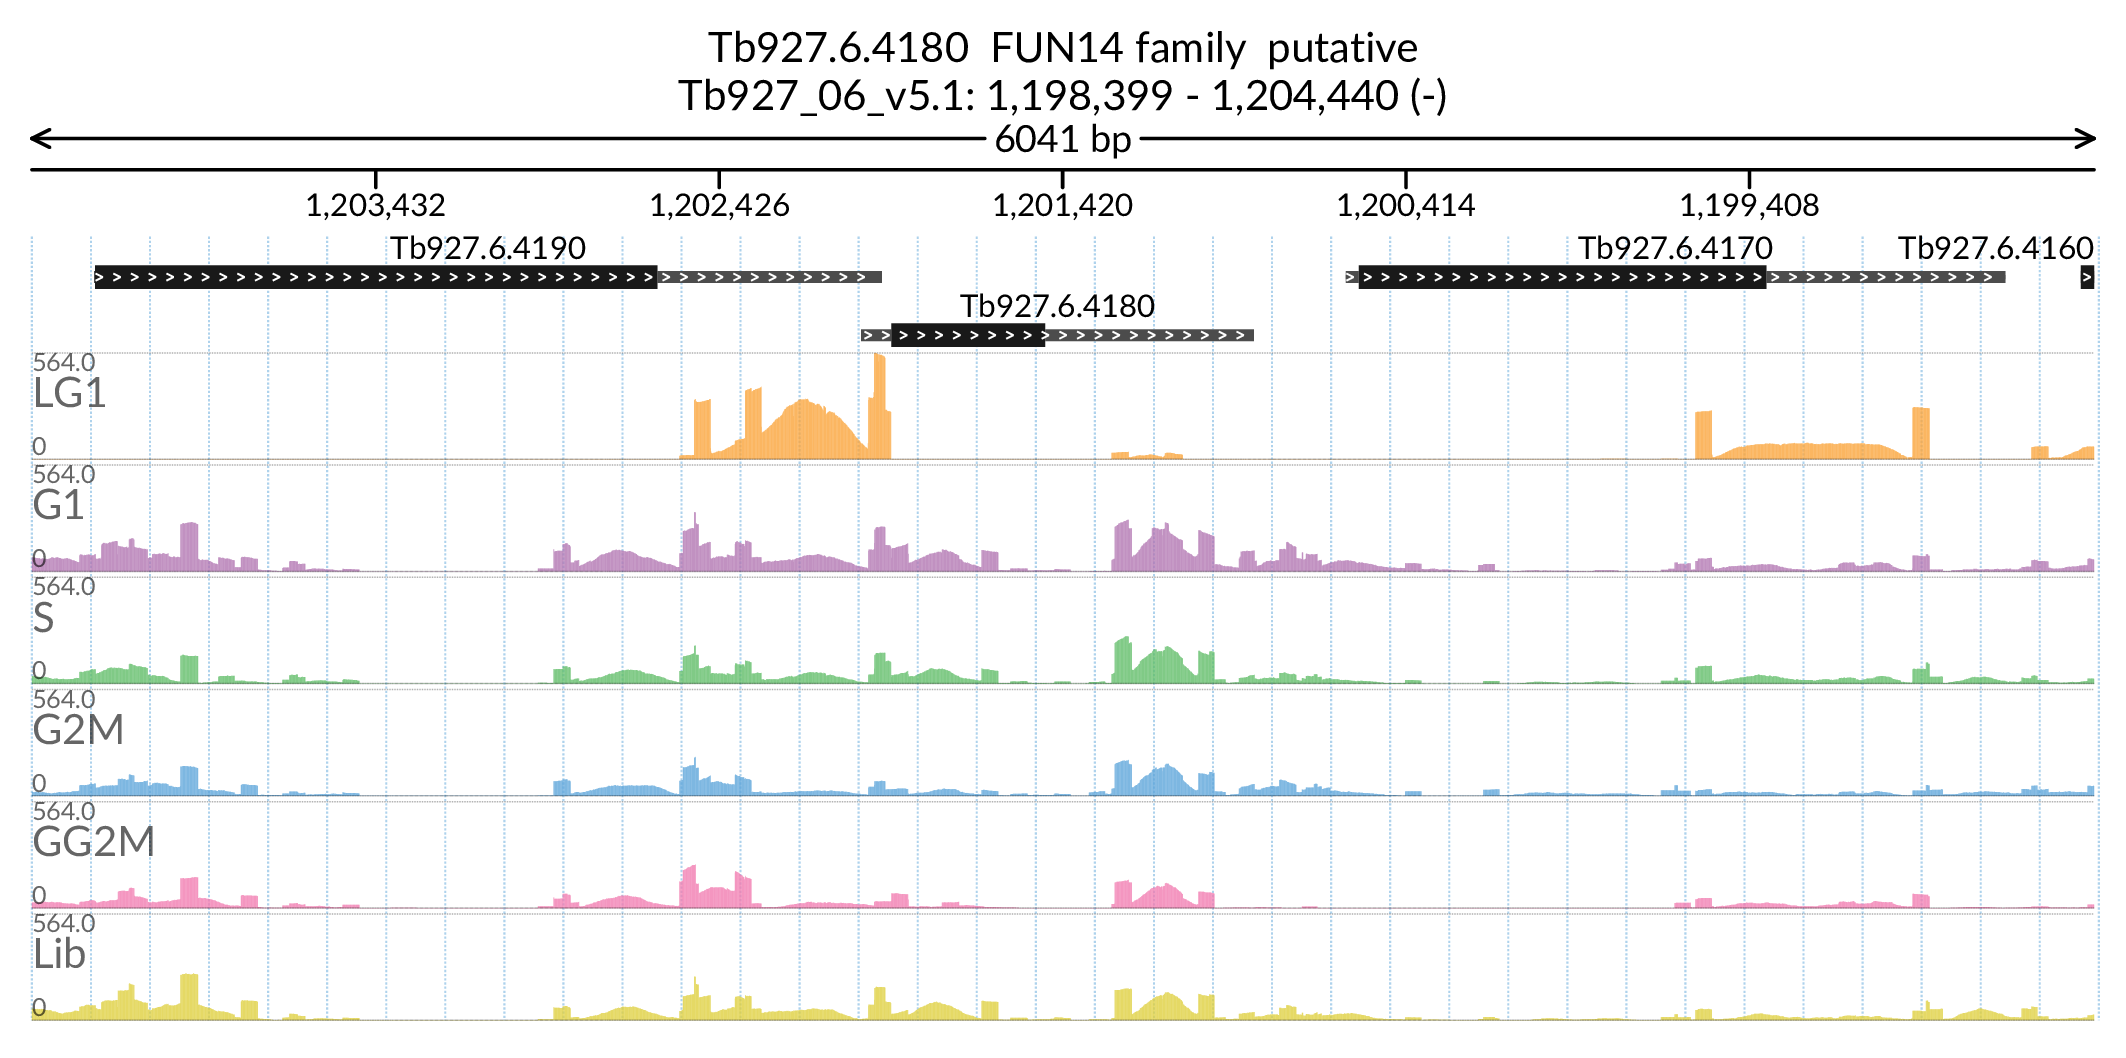 Tb927.6.4180  FUN14 family  putative
Tb927_06_v5.1: 1,198,399 - 1,204,440 (-)
6041 bp
1,203,432 1,202,426 1,201,420 1,200,414 1,199,408
Tb927.6.4190 Tb927.6.4170 Tb927.6.4160
Tb927.6.4180
564.0
LG1
0
564.0
G1
0
564.0
S
0
564.0
G2M
0
564.0
GG2M
0
564.0
Lib
0